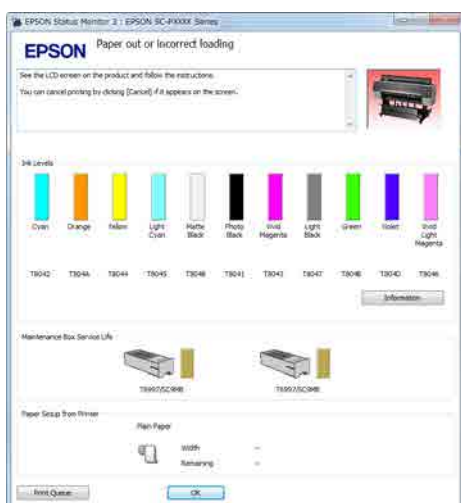 EPSON Status Monitor 3 : EPSON SC-PXXXX Series
EPSON
Paper out or incorrect loading
See the LCD screen on the product and follow the instructions.
You can cancel printing by clicking [Cancel] if it appears on the screen.
Ink Levels
Cyan Orange Yellow Light Cyan Matte Black Photo Black Vivid Magenta Light Black Green Violet Vivid Light Magenta
T8042 T804A T8044 T8045 T8048 T8041 T8043 T8047 T804B T804D T8046
Information
Maintenance Box Service Life
T6997/SC9MB T6997/SC9MB
Paper Setup from Printer
Plain Paper
Width --
Remaining --
Print Queue OK